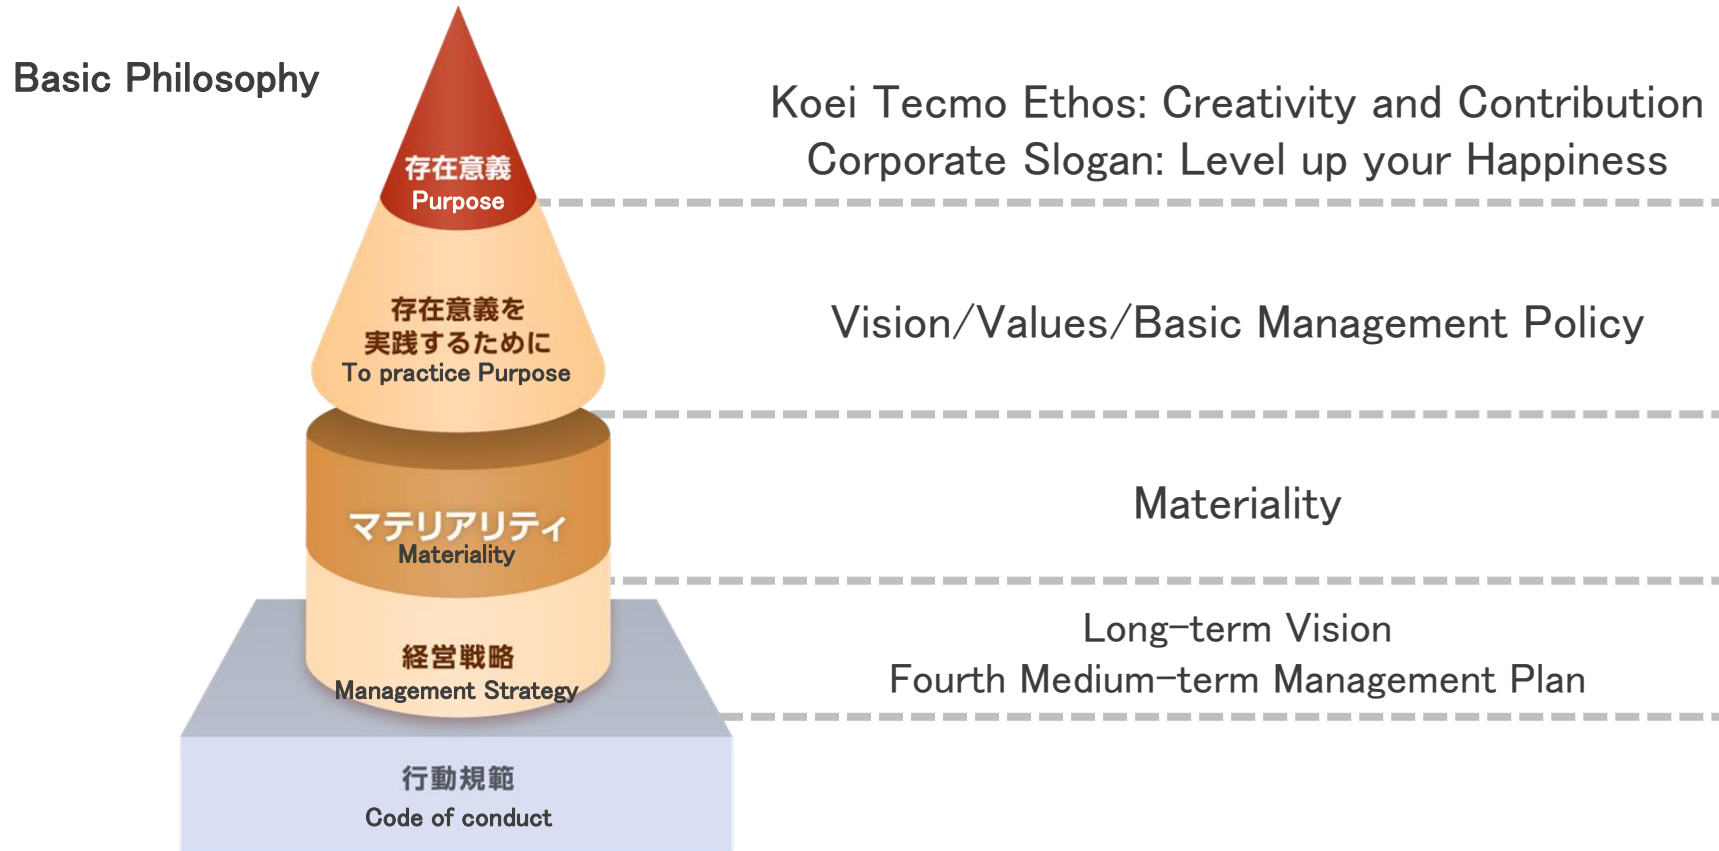 Basic Philosophy
Koei Tecmo Ethos: Creativity and Contribution
Corporate Slogan: Level up your Happiness
存在意義
Purpose
存在意義を
実践するために
To practice Purpose
Vision/Values/Basic Management Policy
マテリアリティ
Materiality
Materiality
経営戦略
Management Strategy
Long-term Vision
Fourth Medium-term Management Plan
行動規範
Code of conduct